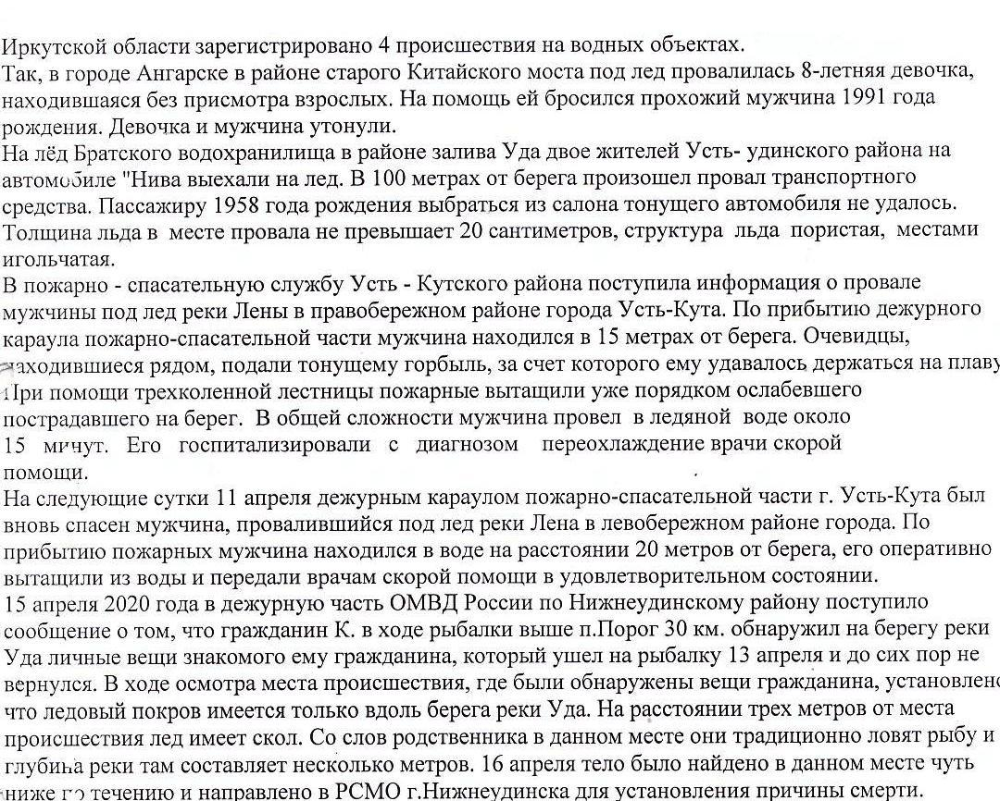 Иркутской области зарегистрировано 4 происшествия на водных объектах.
Так, в городе Ангарске в районе старого Китайского моста под лед провалилась 8-летняя девочка,
находившаяся без присмотра взрослых. На помощь ей бросился прохожий мужчина 1991 года
рождения. Девочка и мужчина утонули.
На лёд Братского водохранилища в районе залива Уда двое жителей Усть- удинского района на
автомобиле "Нива выехали на лед. В 100 метрах от берега произошел провал транспортного
средства. Пассажиру 1958 года рождения выбраться из салона тонущего автомобиля не удалось.
Толщина льда в месте провала не превышает 20 сантиметров, структура льда пористая, местами
игольчатая.
В пожарно - спасательную службу Усть - Кутского района поступила информация о провале
мужчины под лед реки Лены в правобережном районе города Усть-Кута. По прибытию дежурного
караула пожарно-спасательной части мужчина находился в 15 метрах от берега. Очевидцы,
находившиеся рядом, подали тонущему горбыль, за счет которого ему удавалось держаться на плаву
При помощи трехколенной лестницы пожарные вытащили уже порядком ослабевшего
пострадавшего на берег. В общей сложности мужчина провел в ледяной воде около
15 минут. Его госпитализировали с диагнозом переохлаждение врачи скорой
помощи.
На следующие сутки 11 апреля дежурным караулом пожарно-спасательной части г. Усть-Кута был
вновь спасен мужчина, провалившийся под лед реки Лена в левобережном районе города. По
прибытию пожарных мужчина находился в воде на расстоянии 20 метров от берега, его оперативно
вытащили из воды и передали врачам скорой помощи в удовлетворительном состоянии.
15 апреля 2020 года в дежурную часть ОМВД России по Нижнеудинскому району поступило
сообщение о том, что гражданин К. в ходе рыбалки выше п.Порог 30 км. обнаружил на берегу реки
Уда личные вещи знакомого ему гражданина, который ушел на рыбалку 13 апреля и до сих пор не
вернулся. В ходе осмотра места происшествия, где были обнаружены вещи гражданина, установлено
что ледовый покров имеется только вдоль берега реки Уда. На расстоянии трех метров от места
происшествия лед имеет скол. Со слов родственника в данном месте они традиционно ловят рыбу и
глубина реки там составляет несколько метров. 16 апреля тело было найдено в данном месте чуть
ниже по течению и направлено в РСМО г.Нижнеудинска для установления причины смерти.